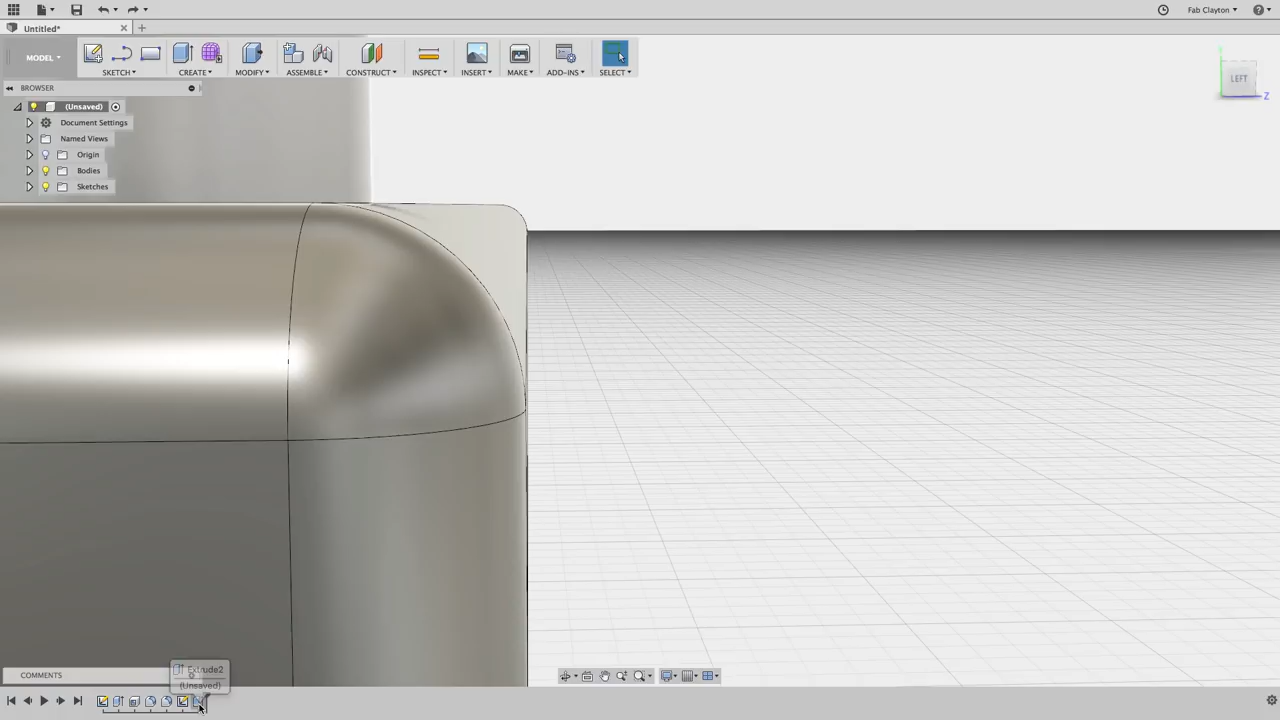 Fab Clayton
Untitled*
MODEL
SKETCH
CREATE
MODIFY
ASSEMBLE
CONSTRUCT
INSPECT
INSERT
MAKE
ADD-INS
SELECT
LEFT
Z
BROWSER
(Unsaved)
Document Settings
Named Views
Origin
Bodies
Sketches
COMMENTS
Extrude2
(Unsaved)